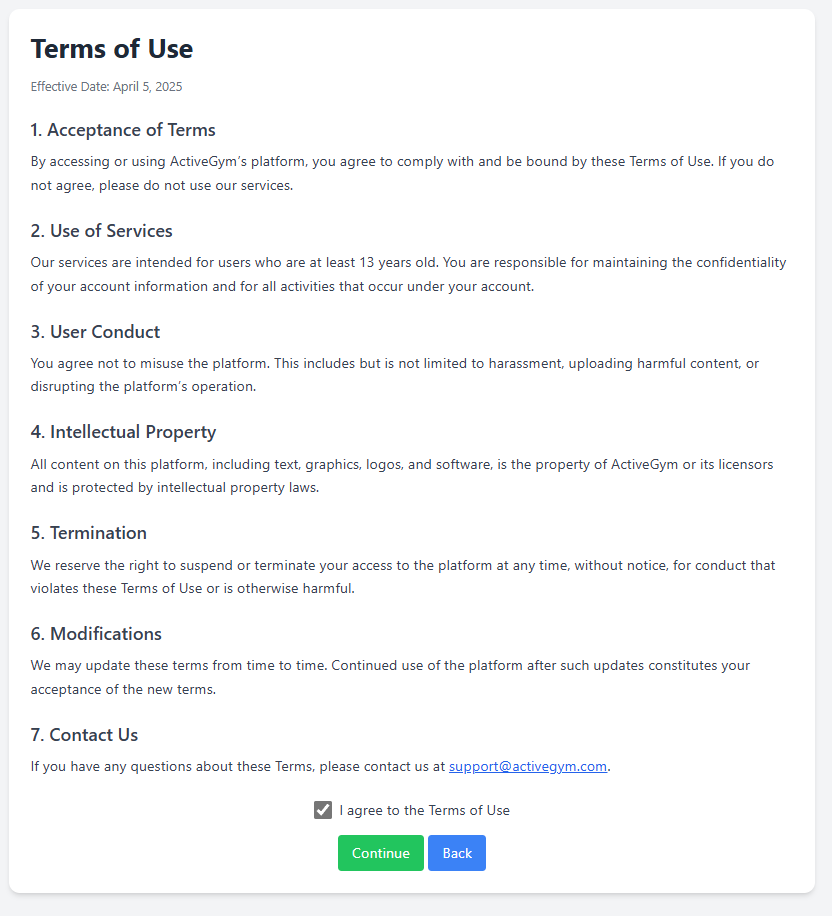 Terms of Use
Effective Date: April 5, 2025
1. Acceptance of Terms
By accessing or using ActiveGym's platform, you agree to comply with and be bound by these Terms of Use. If you do
not agree, please do not use our services.
2. Use of Services
Our services are intended for users who are at least 13 years old. You are responsible for maintaining the confidentiality
of your account information and for all activities that occur under your account.
3. User Conduct
You agree not to misuse the platform. This includes but is not limited to harassment, uploading harmful content, or
disrupting the platform's operation.
4. Intellectual Property
All content on this platform, including text, graphics, logos, and software, is the property of ActiveGym or its licensors
and is protected by intellectual property laws.
5. Termination
We reserve the right to suspend or terminate your access to the platform at any time, without notice, for conduct that
violates these Terms of Use or is otherwise harmful.
6. Modifications
We may update these terms from time to time. Continued use of the platform after such updates constitutes your
acceptance of the new terms.
7. Contact Us
If you have any questions about these Terms, please contact us at support@activegym.com.
I agree to the Terms of Use
Continue Back